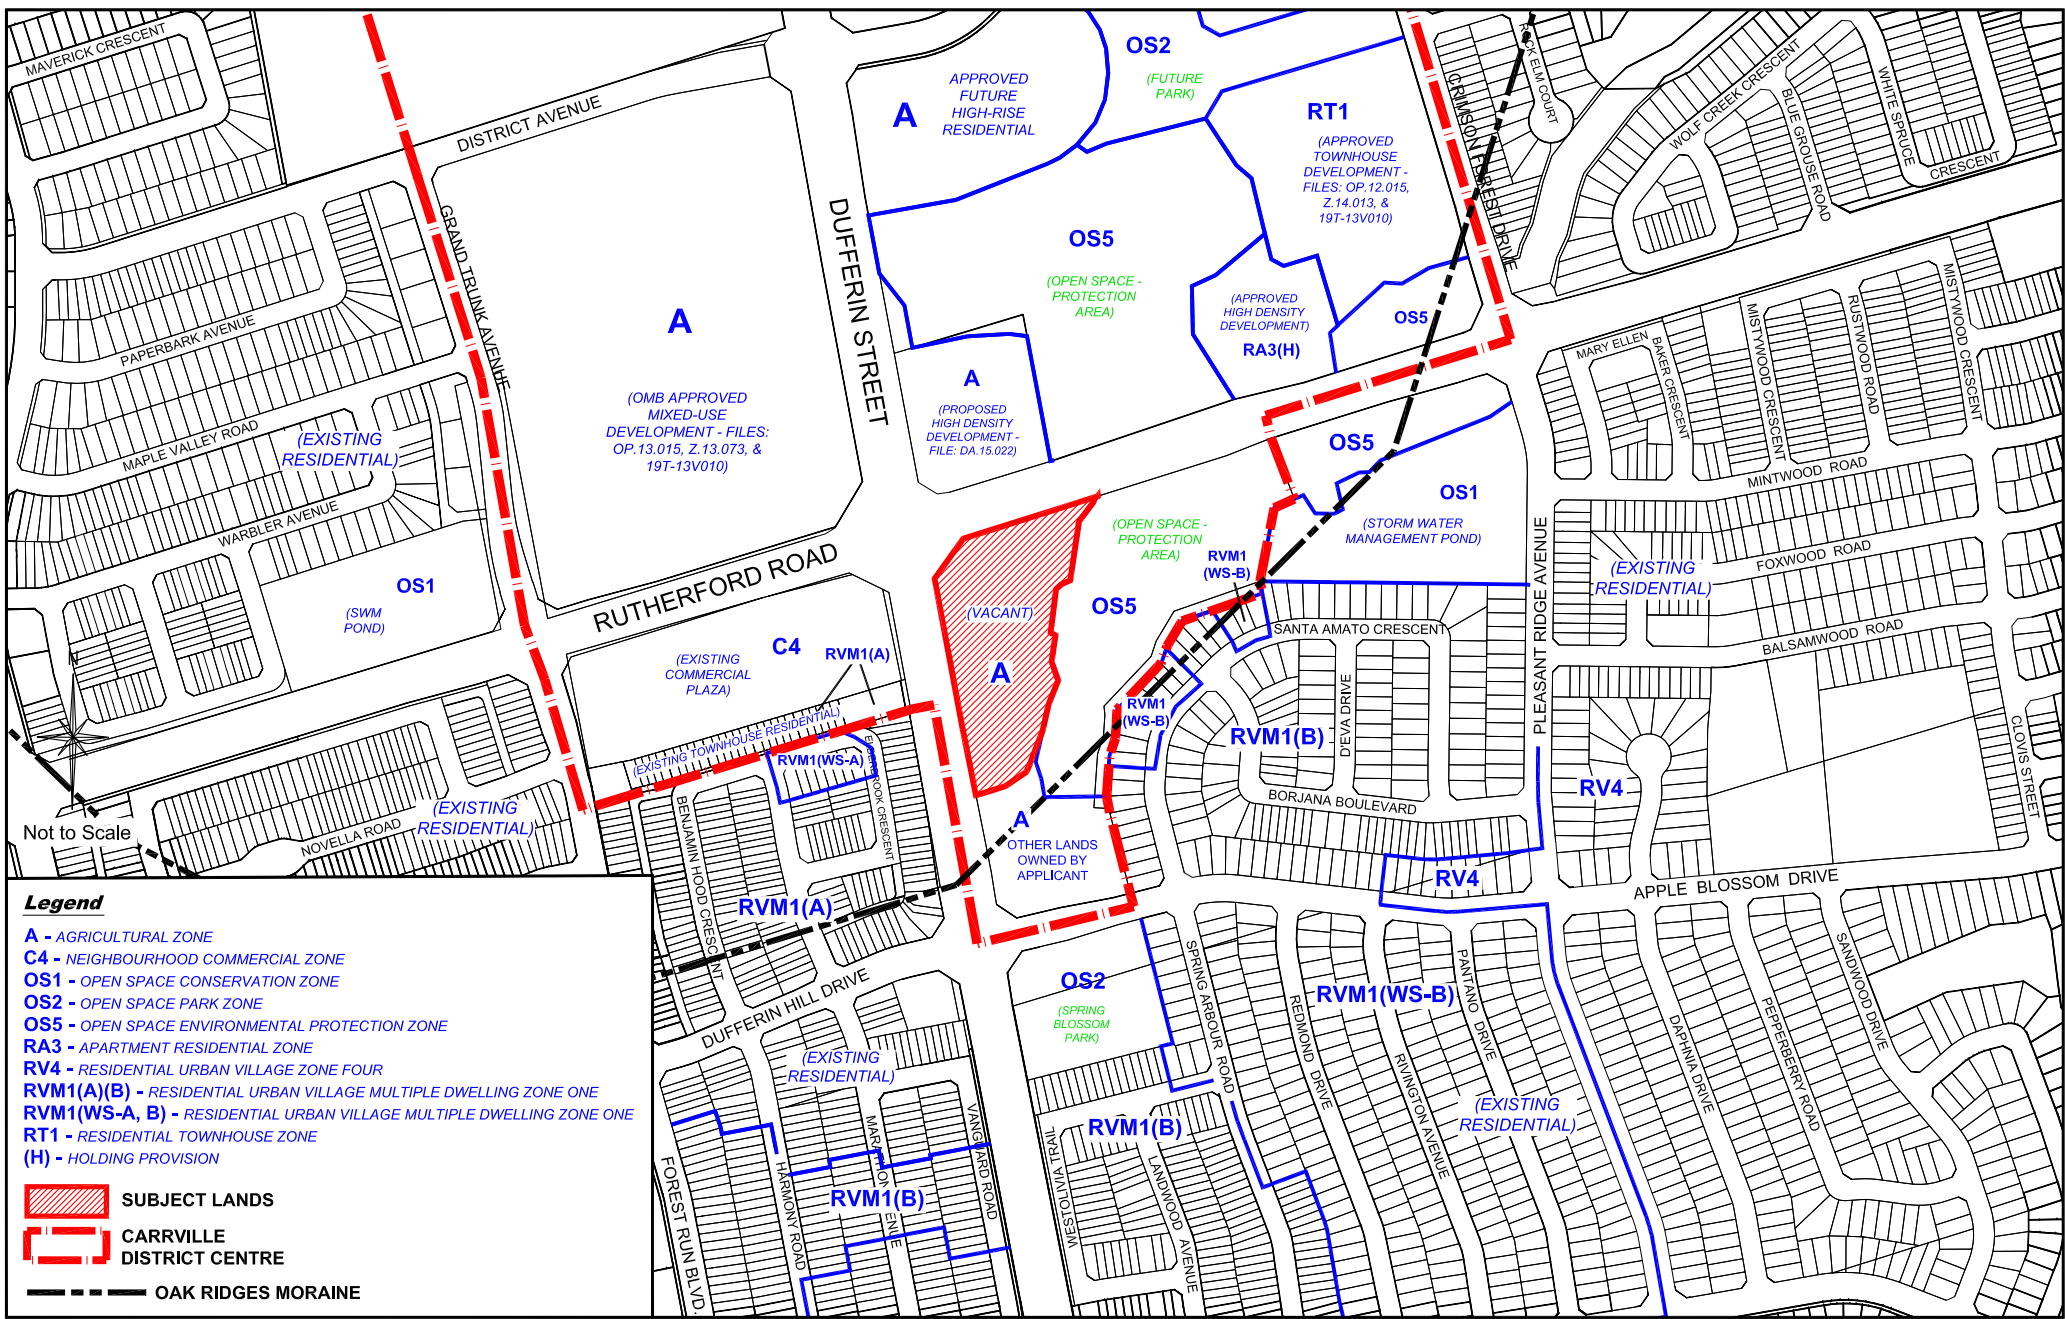 MAVERICK CRESCENT
DISTRICT AVENUE
GRAND TRUNK AVENUE
PAPERBARK AVENUE
MAPLE VALLEY ROAD
(EXISTING
RESIDENTIAL)
WARBLER AVENUE
OS1
(SWM
POND)
N
Not to Scale
NOVELLA ROAD
(EXISTING
RESIDENTIAL)
A
(OMB APPROVED
MIXED-USE
DEVELOPMENT - FILES:
OP.13.015, Z.13.073, &
19T-13V010)
DUFFERIN STREET
RUTHERFORD ROAD
A
APPROVED
FUTURE
HIGH-RISE
RESIDENTIAL
OS2
(FUTURE
PARK)
RT1
(APPROVED
TOWNHOUSE
DEVELOPMENT -
FILES: OP.12.015,
Z.14.013, &
19T-13V010)
CRIMSON FOREST DRIVE
ROCK ELM COURT
WOLF CREEK CRESCENT
BLUE GROUSE ROAD
WHITE SPRUCE
CRESCENT
OS5
(OPEN SPACE -
PROTECTION
AREA)
(APPROVED
HIGH DENSITY
DEVELOPMENT)
RA3(H)
OS5
A
(PROPOSED
HIGH DENSITY
DEVELOPMENT -
FILE: DA.15.022)
OS5
OS1
(STORM WATER
MANAGEMENT POND)
(OPEN SPACE -
PROTECTION
AREA)
OS5
RVM1
(WS-B)
(VACANT)
A
C4
(EXISTING
COMMERCIAL
PLAZA)
RVM1(A)
(EXISTING TOWNHOUSE RESIDENTIAL)
RVM1(WS-A)
BENJAMIN HOOD CRESCENT
RVM1(A)
DUFFERIN HILL DRIVE
RVM1
(WS-B)
A
OTHER LANDS
OWNED BY
APPLICANT
SANTA AMATO CRESCENT
D'EVA DRIVE
RVM1(B)
BORJANA BOULEVARD
PLEASANT RIDGE AVENUE
MARY ELLEN
BAKER CRESCENT
MISTYWOOD CRESCENT
RUSTWOOD ROAD
MISTYWOOD CRESCENT
MINTWOOD ROAD
FOXWOOD ROAD
(EXISTING
RESIDENTIAL)
BALSAMWOOD ROAD
CLOVIS STREET
RV4
RV4
APPLE BLOSSOM DRIVE
OS2
(SPRING
BLOSSOM
PARK)
SPRING ARBOUR ROAD
REDMOND DRIVE
RVM1(WS-B)
PANTANO DRIVE
RIVINGTON AVENUE
(EXISTING
RESIDENTIAL)
DAPHNIA DRIVE
PEPPERBERRY ROAD
SANDWOOD DRIVE
RVM1(B)
WESTOLIVIA TRAIL
LANDWOOD AVENUE
(EXISTING
RESIDENTIAL)
VANGUARD ROAD
HARMONY ROAD
FOREST RUN BLVD.
RVM1(B)
Legend
A - AGRICULTURAL ZONE
C4 - NEIGHBOURHOOD COMMERCIAL ZONE
OS1 - OPEN SPACE CONSERVATION ZONE
OS2 - OPEN SPACE PARK ZONE
OS5 - OPEN SPACE ENVIRONMENTAL PROTECTION ZONE
RA3 - APARTMENT RESIDENTIAL ZONE
RV4 - RESIDENTIAL URBAN VILLAGE ZONE FOUR
RVM1(A)(B) - RESIDENTIAL URBAN VILLAGE MULTIPLE DWELLING ZONE ONE
RVM1(WS-A, B) - RESIDENTIAL URBAN VILLAGE MULTIPLE DWELLING ZONE ONE
RT1 - RESIDENTIAL TOWNHOUSE ZONE
(H) - HOLDING PROVISION
SUBJECT LANDS
CARRVILLE
DISTRICT CENTRE
OAK RIDGES MORAINE